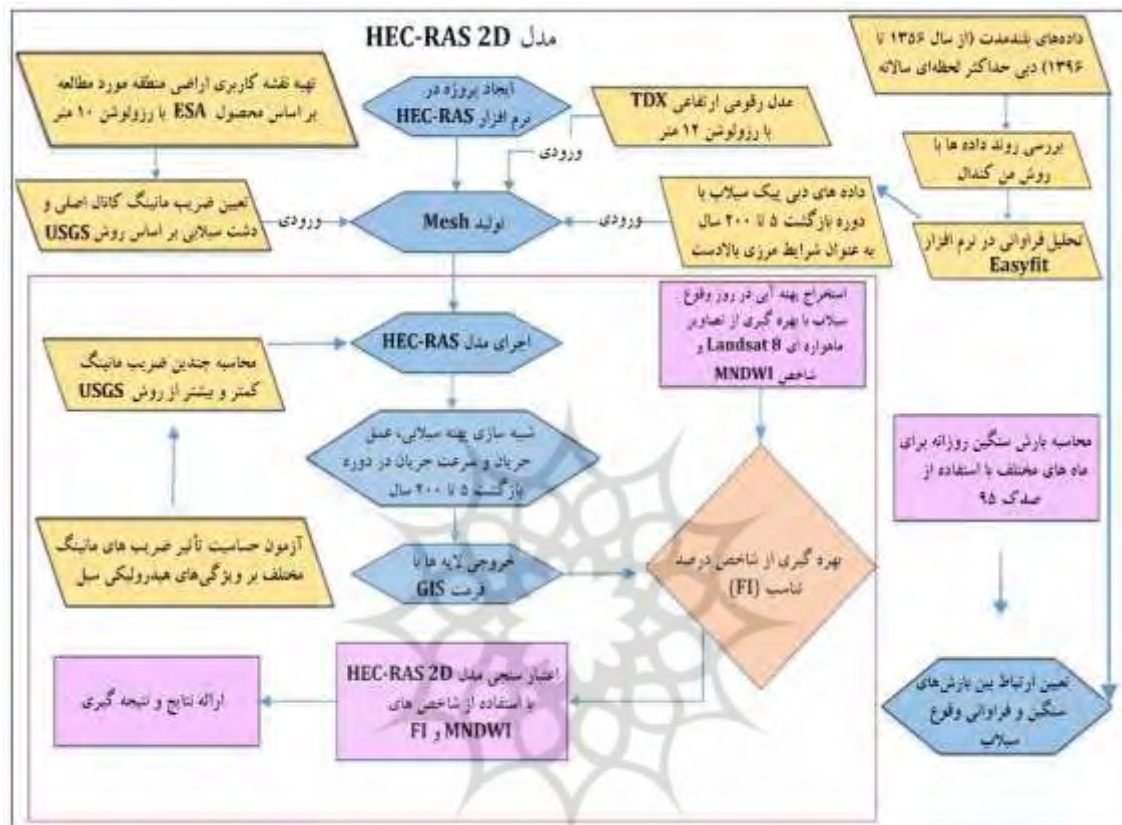 مدل HEC-RAS 2D
داده‌های بلندمدت (از سال ۱۳۵۶ تا
۱۳۹۶) دبی حداکثر لحظه‌ای سالانه
بررسی روند داده ها با
روش من کندال
تحلیل فراوانی در نرم افزار
Easyfit
داده های دبی پیک سیلاب با
دوره بازگشت ۵ تا ۲۰۰ سال
به عنوان شرایط مرزی بالادست
مدل رقومی ارتفاعی TDX
با رزولوشن ۱۲ متر
ایجاد پروژه در
نرم افزار HEC-RAS
تهیه نقشه کاربری اراضی منطقه مورد مطالعه
بر اساس محصول ESA با رزولوشن ۱۰ متر
تعیین ضریب مانینگ کانال اصلی و
دشت سیلابی بر اساس روش USGS
ورودی
ورودی
ورودی
تولید Mesh
استخراج پهنه آبی در روز وقوع
سیلاب با بهره گیری از تصاویر
ماهواره ای Landsat 8 و
شاخص MNDWI
اجرای مدل HEC-RAS
محاسبه چندین ضریب مانینگ
کمتر و بیشتر از روش USGS
شبیه سازی پهنه سیلابی، عمق
جریان و سرعت جریان در دوره
بازگشت ۵ تا ۲۰۰ سال
آزمون حساسیت تأثیر ضریب های مانینگ
مختلف بر ویژگی‌های هیدرولیکی سیل
خروجی لایه ها با
فرمت GIS
بهره گیری از شاخص درصد
تناسب (FI)
اعتبار سنجی مدل HEC-RAS 2D
با استفاده از شاخص های
MNDWI و FI
ارائه نتایج و نتیجه گیری
محاسبه بارش سنگین روزانه برای
ماه های مختلف با استفاده از
صدک ۹۵
تعیین ارتباط بین بارش‌های
سنگین و فراوانی وقوع
سیلاب